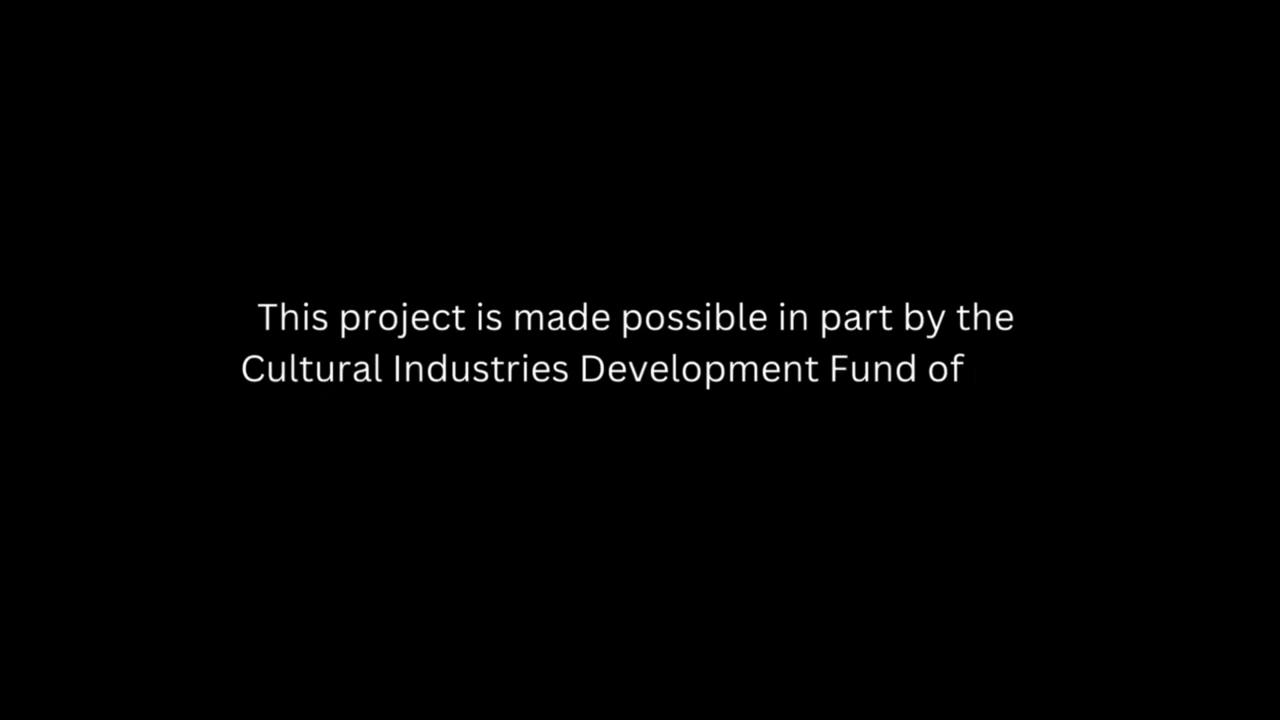 This project is made possible in part by the
Cultural Industries Development Fund of